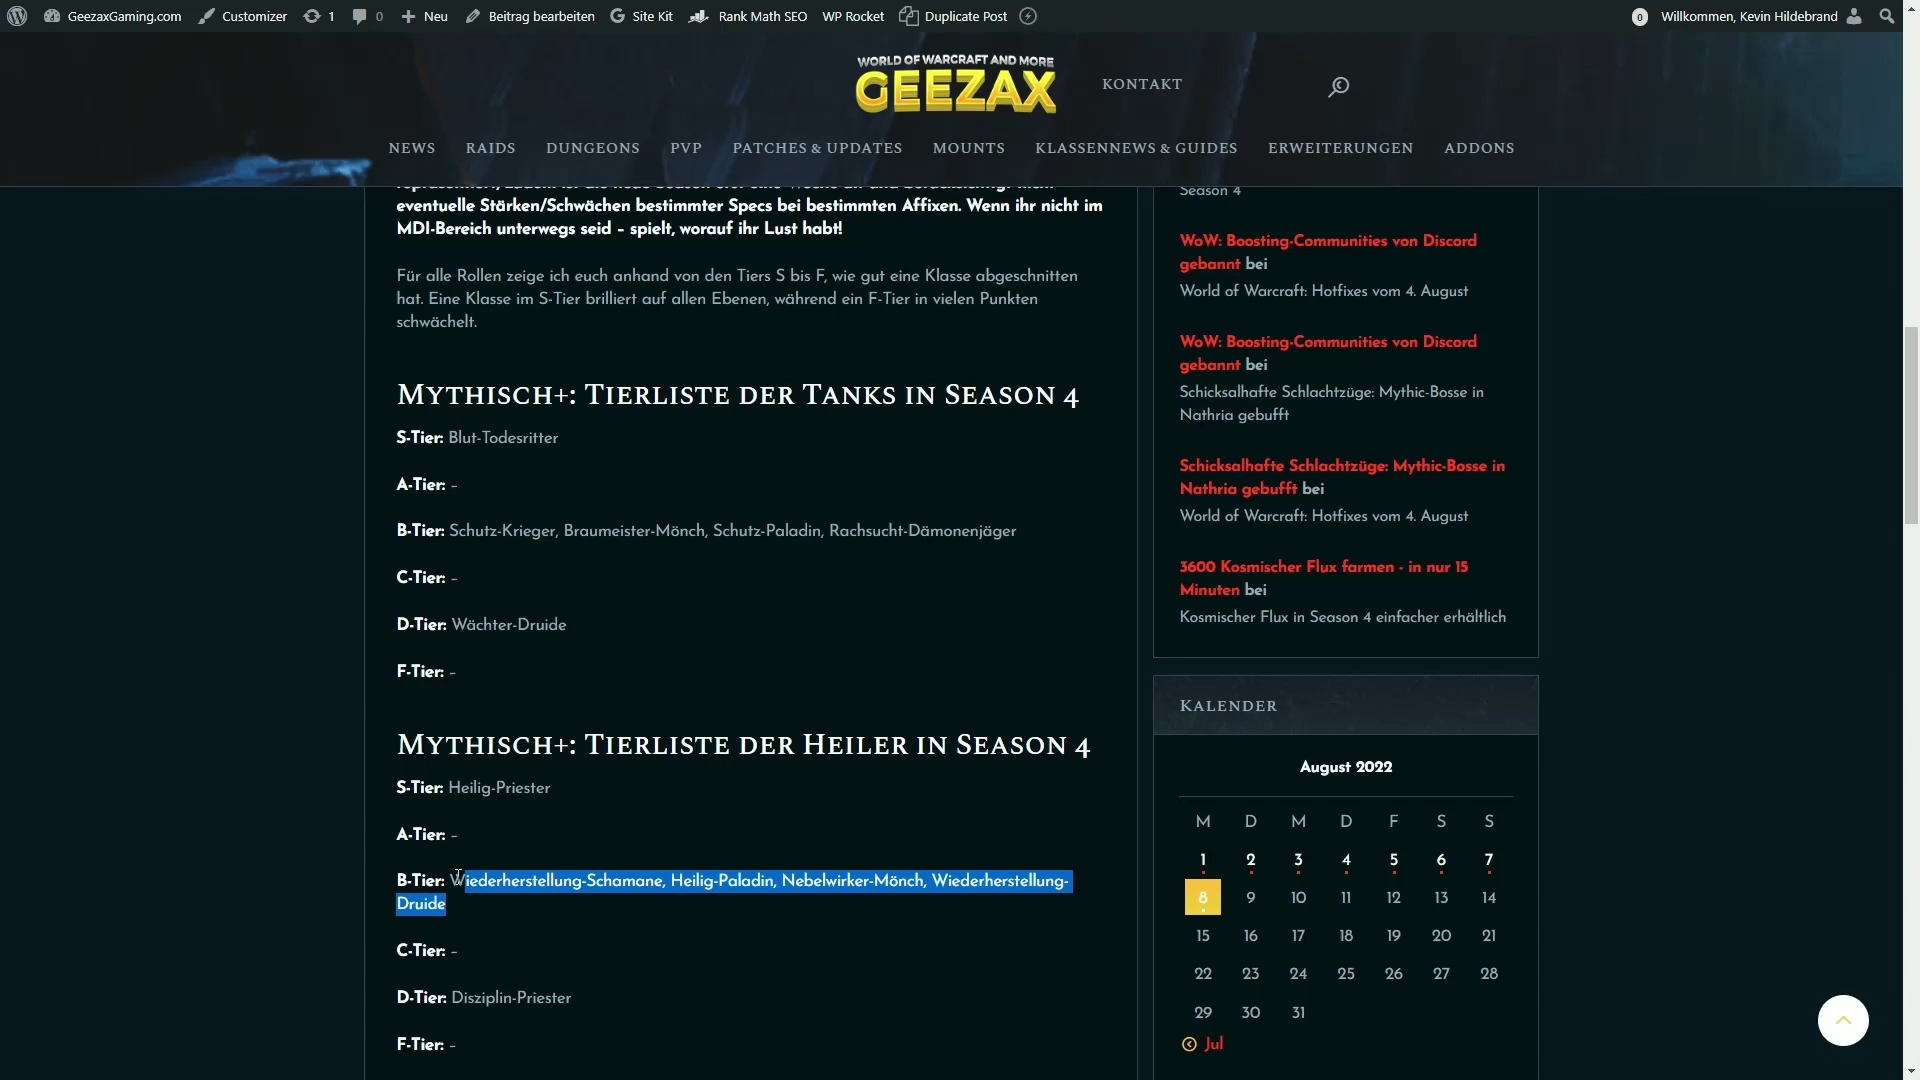 GeezaxGaming.com Customizer 1 0 Neu Beitrag bearbeiten Site Kit Rank Math SEO WP Rocket Duplicate Post 0 Willkommen, Kevin Hildebrand
WORLD OF WARCRAFT AND MORE
GEEZAX
KONTAKT
NEWS RAIDS DUNGEONS PVP PATCHES & UPDATES MOUNTS KLASSENNEWS & GUIDES ERWEITERUNGEN ADDONS
eventuelle Stärken/Schwächen bestimmter Specs bei bestimmten Affixen. Wenn ihr nicht im
MDI-Bereich unterwegs seid – spielt, worauf ihr Lust habt!
Für alle Rollen zeige ich euch anhand von den Tiers S bis F, wie gut eine Klasse abgeschnitten
hat. Eine Klasse im S-Tier brilliert auf allen Ebenen, während ein F-Tier in vielen Punkten
schwächelt.
Mythisch+: Tierliste der Tanks in Season 4
S-Tier: Blut-Todesritter
A-Tier: –
B-Tier: Schutz-Krieger, Braumeister-Mönch, Schutz-Paladin, Rachsucht-Dämonenjäger
C-Tier: –
D-Tier: Wächter-Druide
F-Tier: –
Mythisch+: Tierliste der Heiler in Season 4
S-Tier: Heilig-Priester
A-Tier: –
B-Tier: Wiederherstellung-Schamane, Heilig-Paladin, Nebelwirker-Mönch, Wiederherstellung-
Druide
C-Tier: –
D-Tier: Disziplin-Priester
F-Tier: –
Season 4
WoW: Boosting-Communities von Discord
gebannt bei
World of Warcraft: Hotfixes vom 4. August
WoW: Boosting-Communities von Discord
gebannt bei
Schicksalhafte Schlachtzüge: Mythic-Bosse in
Nathria gebufft
Schicksalhafte Schlachtzüge: Mythic-Bosse in
Nathria gebufft bei
World of Warcraft: Hotfixes vom 4. August
3600 Kosmischer Flux farmen - in nur 15
Minuten bei
Kosmischer Flux in Season 4 einfacher erhältlich
Kalender
August 2022
M D M D F S S
1 2 3 4 5 6 7
8 9 10 11 12 13 14
15 16 17 18 19 20 21
22 23 24 25 26 27 28
29 30 31
Jul